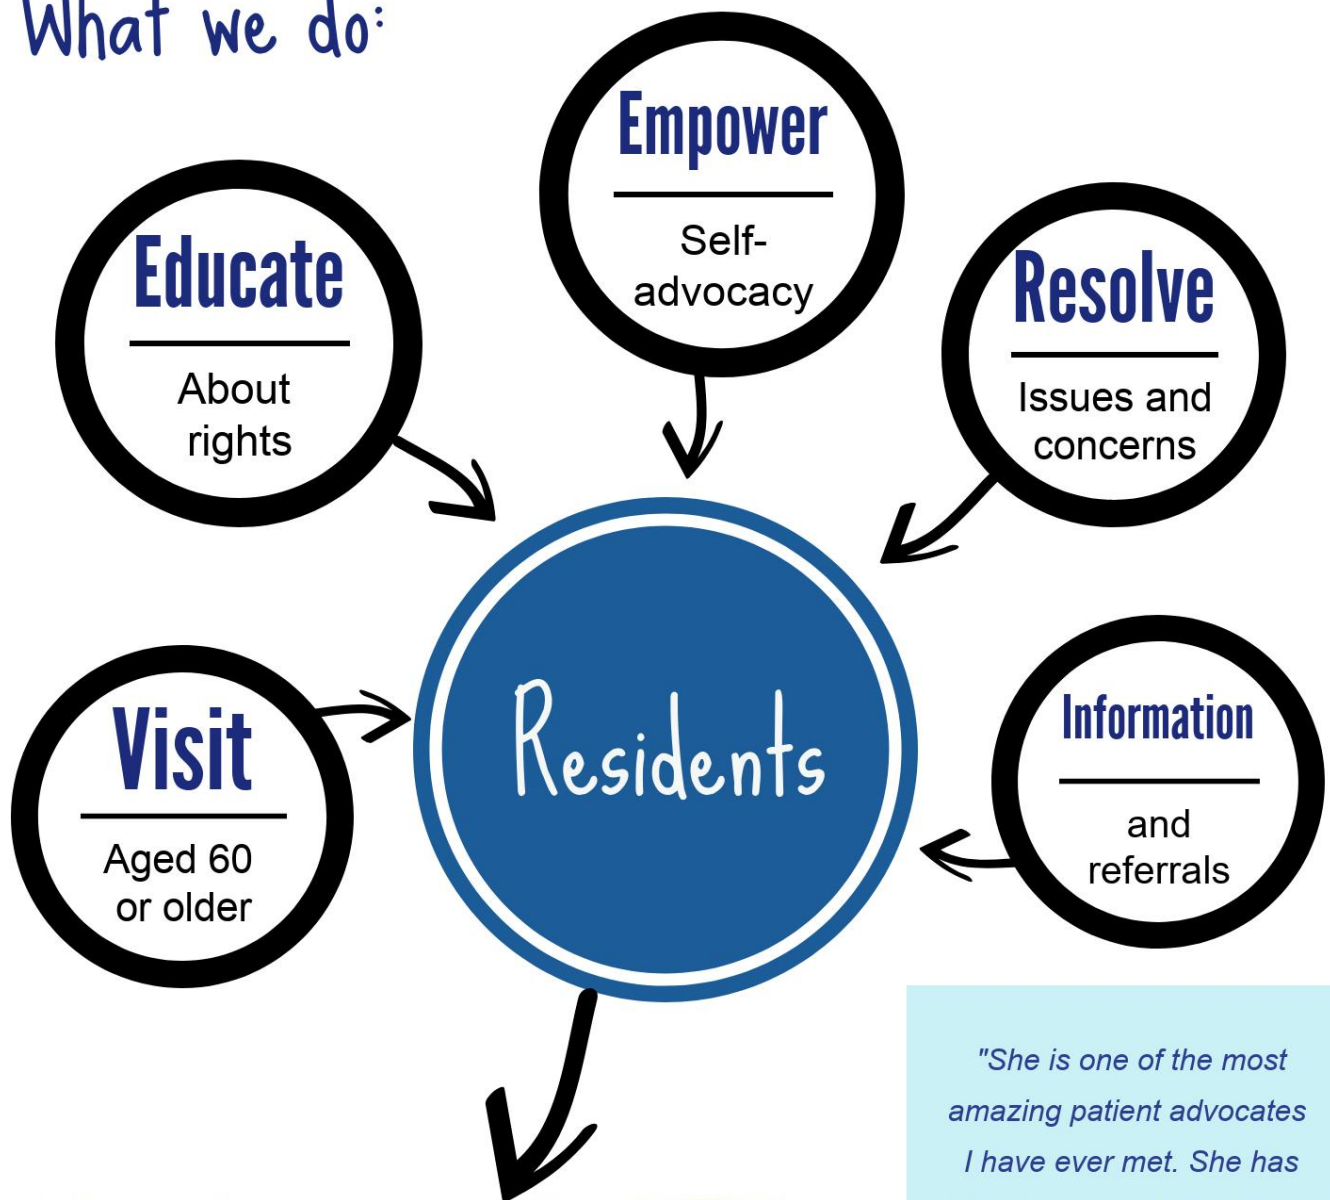 What we do:
Empower
Self-
advocacy
Educate
About
rights
Resolve
Issues and
concerns
Visit
Aged 60
or older
Residents
Information
and
referrals
"She is one of the most
amazing patient advocates
I have ever met. She has